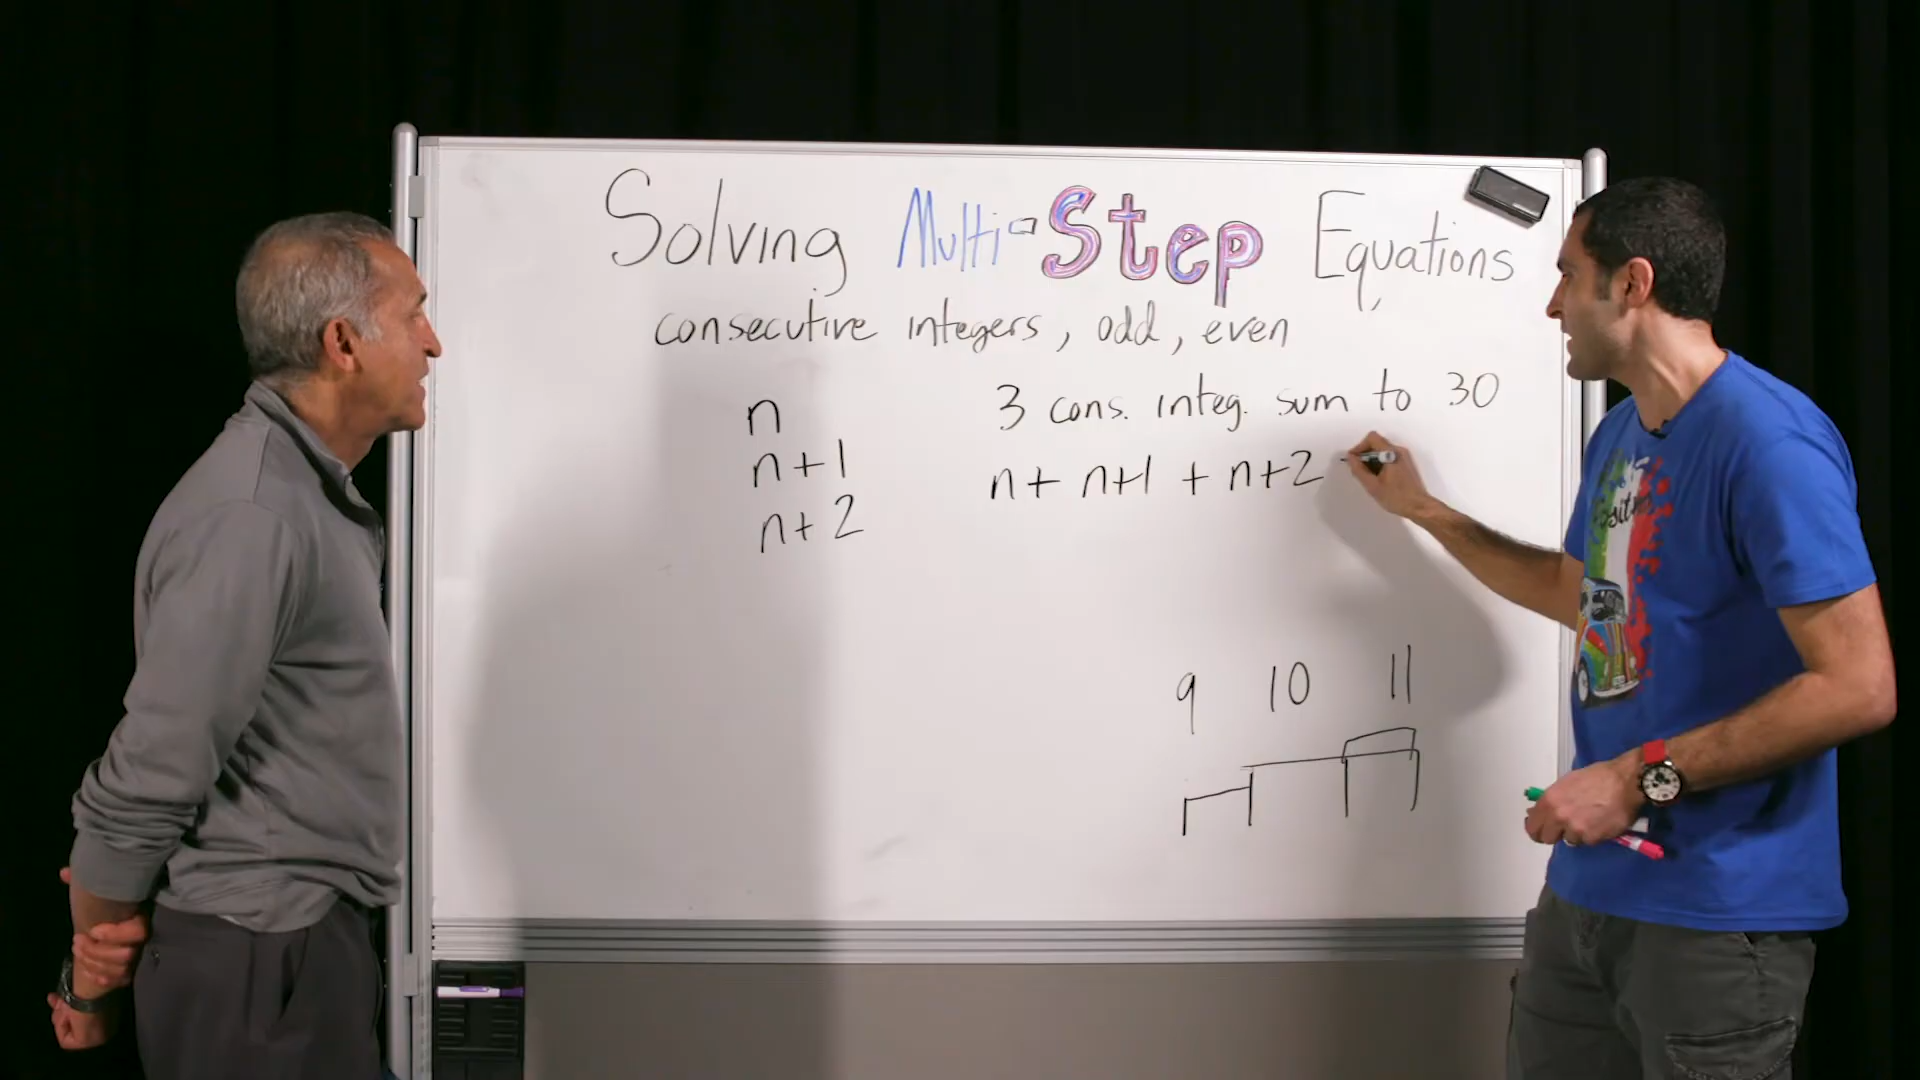 Solving Multi-Step Equations
consecutive integers, odd, even
n
n+1
n+2
3 cons. integ. sum to 30
n+ n+1 + n+2
9 10 11